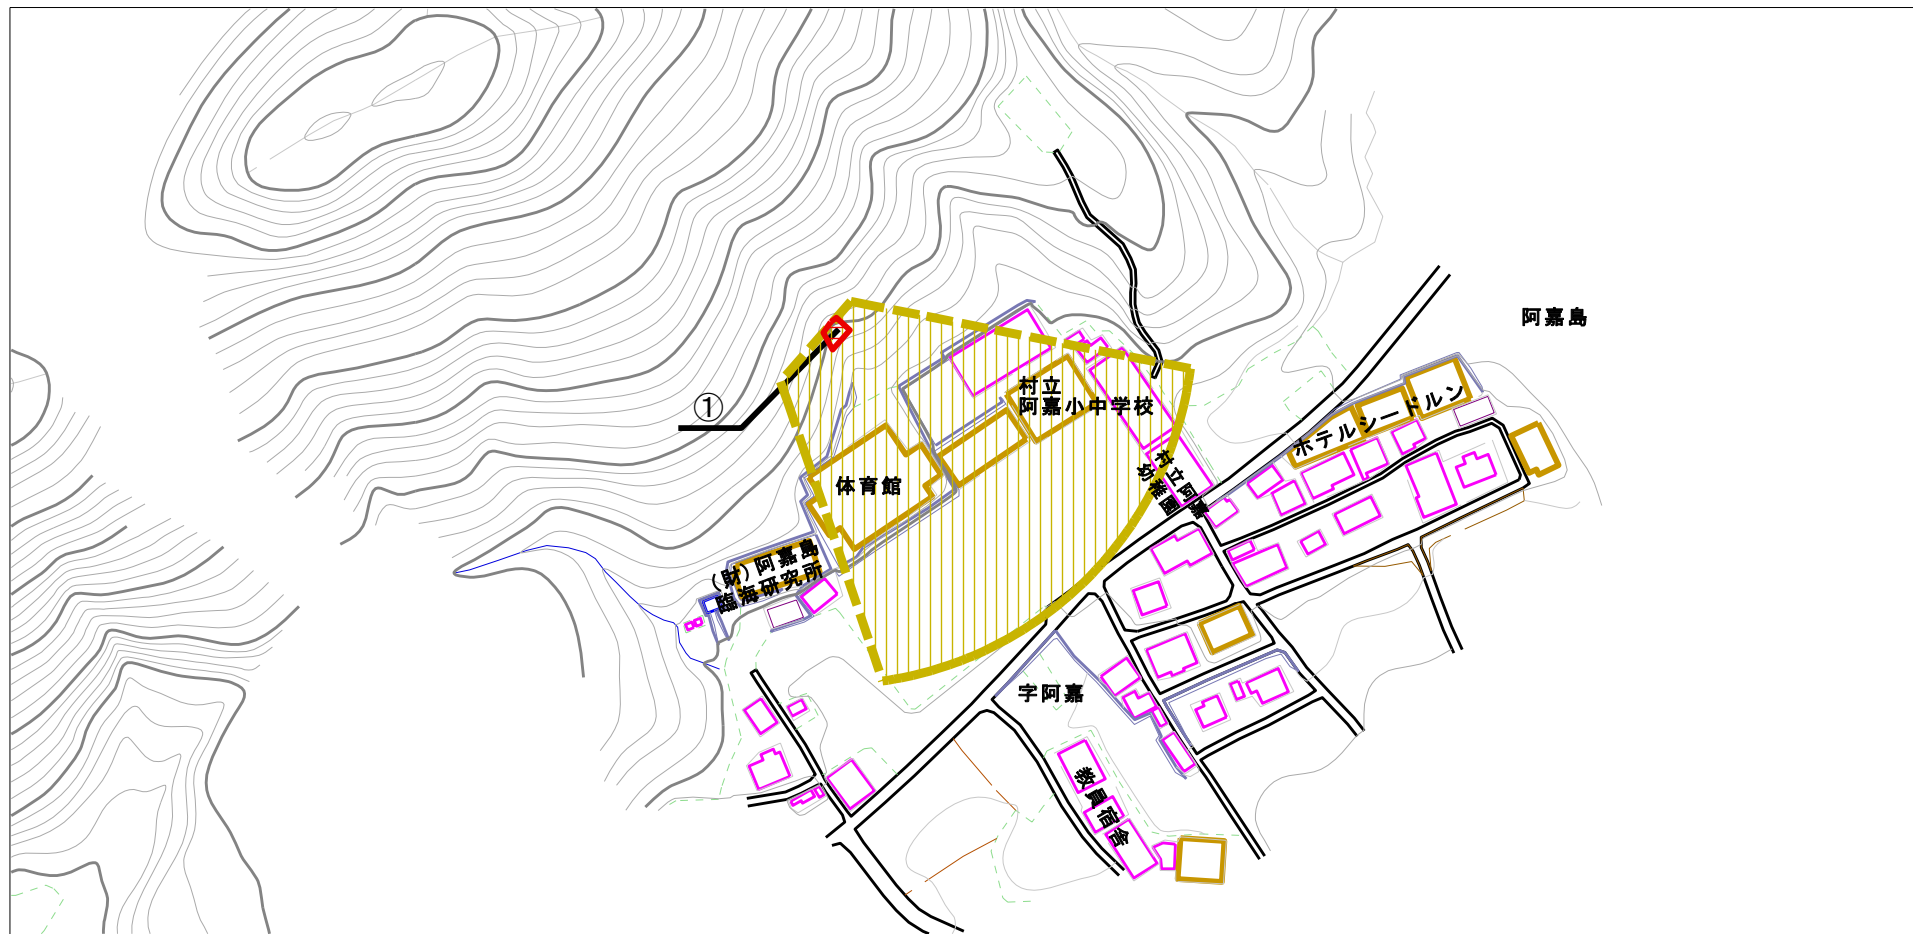 阿嘉島
①
村立
阿嘉小中学校
ホテルシードルン
体育館
村立阿嘉
幼稚園
(財)阿嘉島
臨海研究所
字阿嘉
教員宿舎